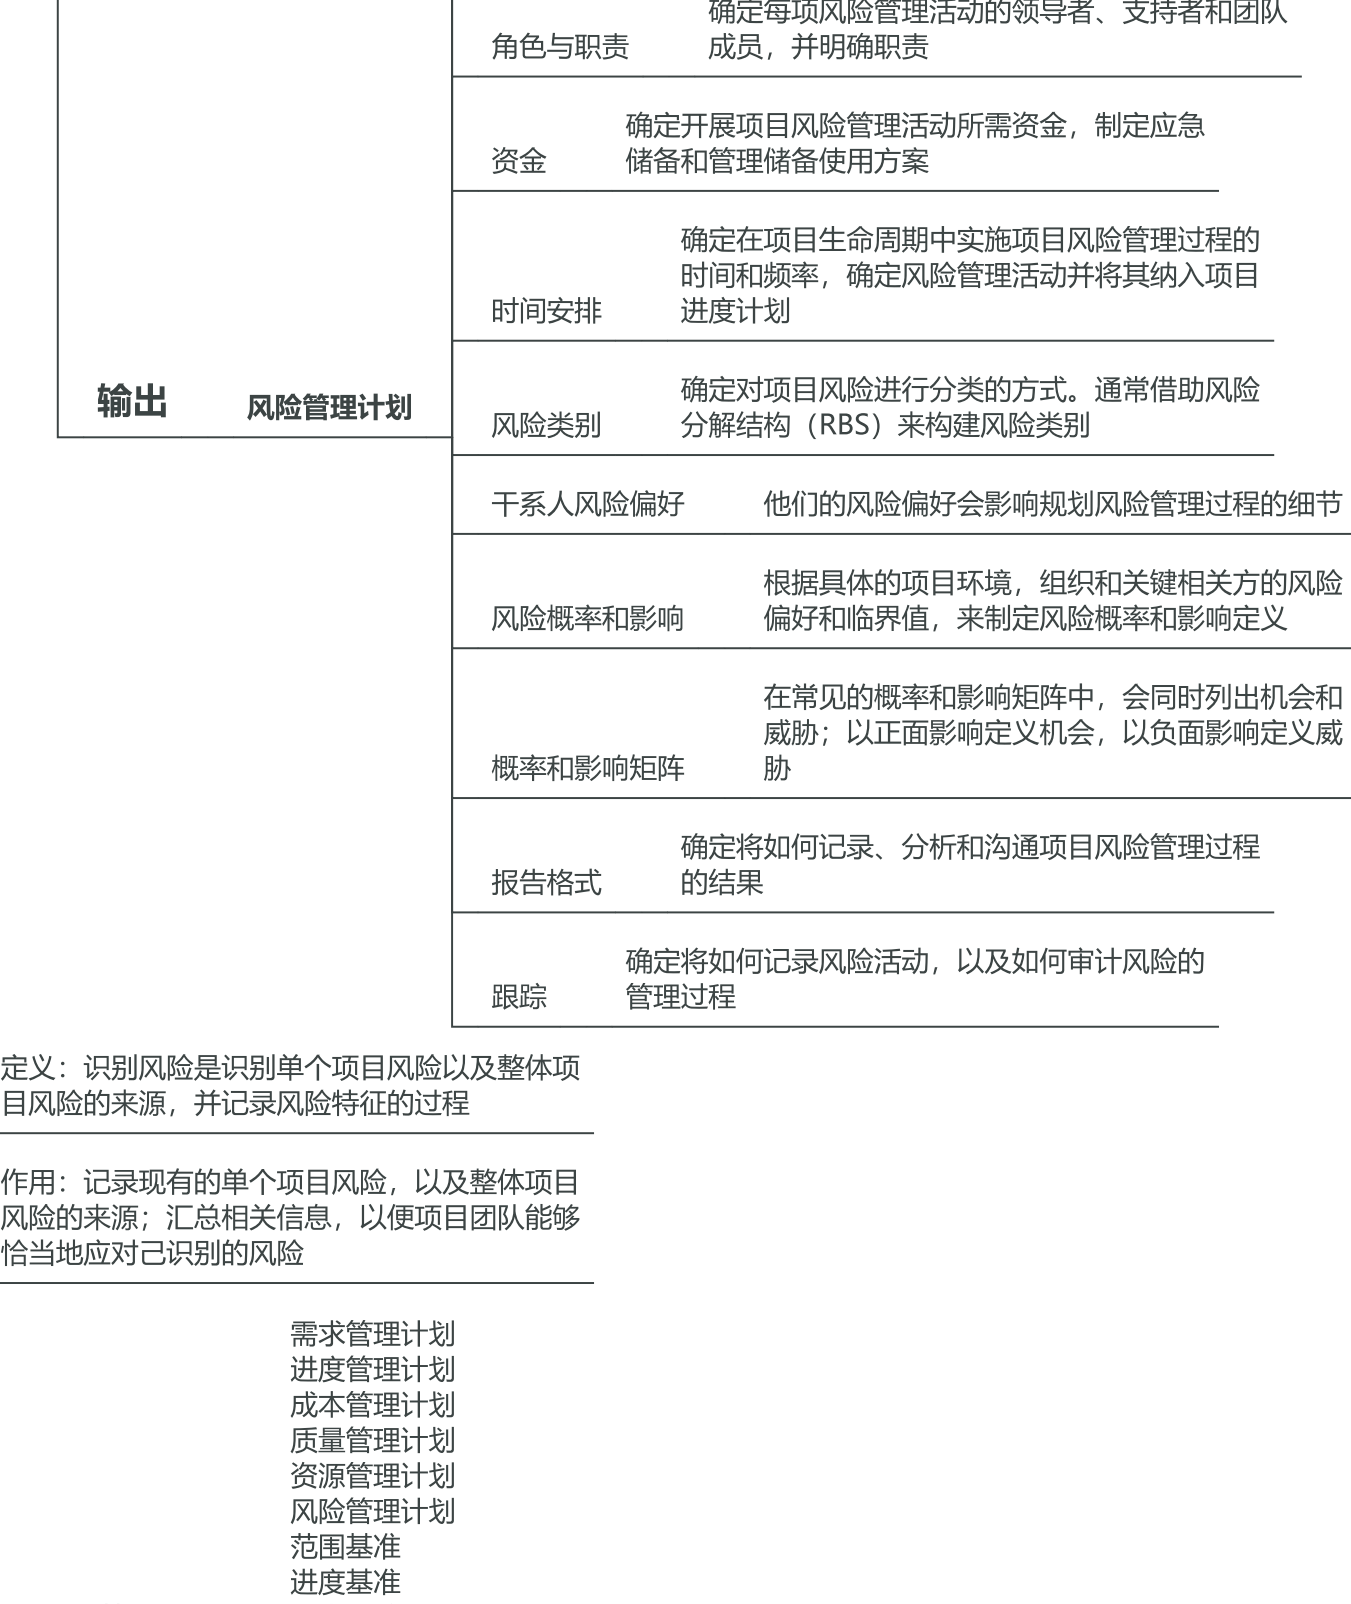 确定每项风险管理活动的领导者、支持者和团队
角色与职责 成员，并明确职责
确定开展项目风险管理活动所需资金，制定应急
资金 储备和管理储备使用方案
确定在项目生命周期中实施项目风险管理过程的
时间和频率，确定风险管理活动并将其纳入项目
时间安排 进度计划
输出 风险管理计划
确定对项目风险进行分类的方式。通常借助风险
风险类别 分解结构（RBS）来构建风险类别
干系人风险偏好 他们的风险偏好会影响规划风险管理过程的细节
根据具体的项目环境，组织和关键相关方的风险
风险概率和影响 偏好和临界值，来制定风险概率和影响定义
在常见的概率和影响矩阵中，会同时列出机会和
威胁；以正面影响定义机会，以负面影响定义威
概率和影响矩阵 胁
确定将如何记录、分析和沟通项目风险管理过程
报告格式 的结果
确定将如何记录风险活动，以及如何审计风险的
跟踪 管理过程
定义：识别风险是识别单个项目风险以及整体项
目风险的来源，并记录风险特征的过程
作用：记录现有的单个项目风险，以及整体项目
风险的来源；汇总相关信息，以便项目团队能够
恰当地应对己识别的风险
需求管理计划
进度管理计划
成本管理计划
质量管理计划
资源管理计划
风险管理计划
范围基准
进度基准